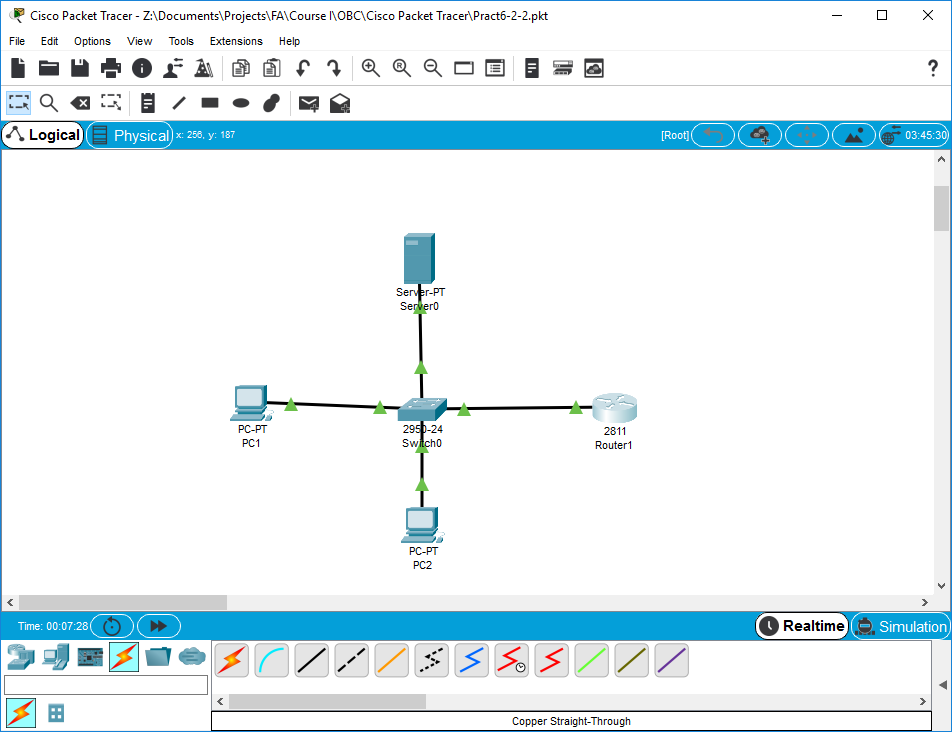 Cisco Packet Tracer - Z:\Documents\Projects\FA\Course I\OBC\Cisco Packet Tracer\Pract6-2-2.pkt
File Edit Options View Tools Extensions Help
Logical Physical x: 256, y: 187 [Root] 03:45:30
Server-PT
Server0
PC-PT
PC1
2950-24
Switch0
2811
Router1
PC-PT
PC2
Time: 00:07:28 Realtime Simulation
Copper Straight-Through